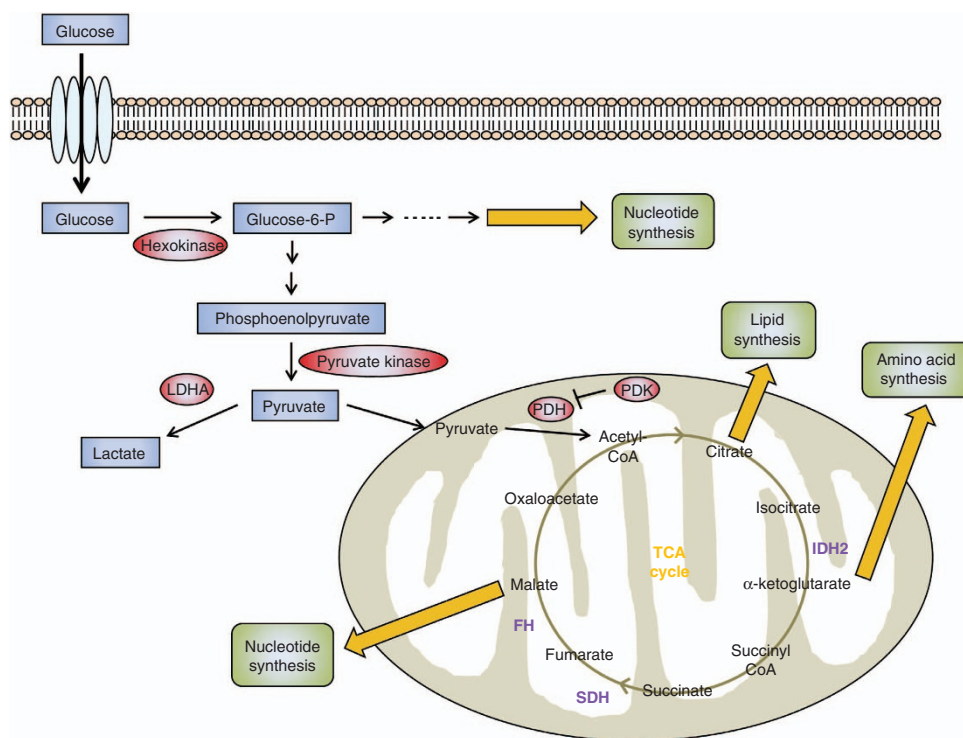 Glucose
Glucose
Glucose-6-P
Nucleotide
synthesis
Hexokinase
Phosphoenolpyruvate
Lipid
synthesis
Amino acid
synthesis
Pyruvate kinase
LDHA
Pyruvate
PDH
PDK
Lactate
Pyruvate
Acetyl-
CoA
Citrate
Oxaloacetate
Isocitrate
TCA
cycle
IDH2
Malate
α-ketoglutarate
FH
Nucleotide
synthesis
Fumarate
Succinyl
CoA
SDH
Succinate